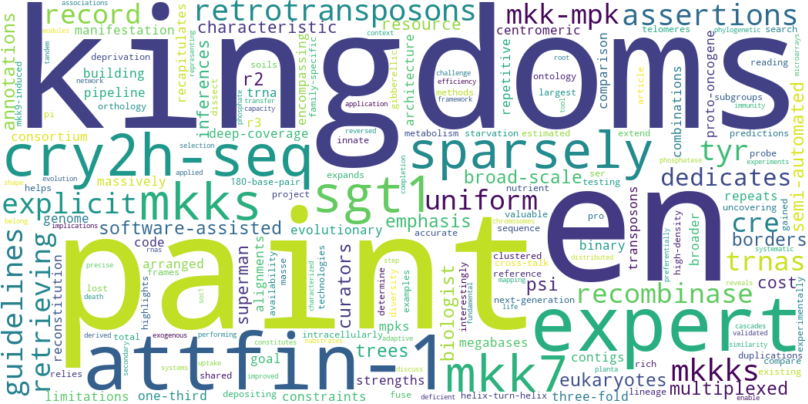 kingdoms
paint
en
expert
attfin-1
cry2h-seq
sparsely
sgt1
mkks
mkk7
retrotransposons
mkk-mpk
assertions
record
resource
characteristic
manifestation
annotations
deprivation
building
pipeline
orthology
mkk9-induced
consortium
recapitulates
soils
dissect
inferences
r2
trna
r3
encompassing
family-specific
gibberellic
architecture
context
centromeric
telomeres
repetitive
ontology
largest
challenge
efficiency
application
methods
root
tool
article
comparison
combinations
proto-oncogene
phylogenetic
search
reading
subgroups
immunity
predictions
microarrays
semi-automated
associations
modules
tandem
network
representing
phosphate
transfer
capacity
framework
pi
massively
ideep-coverage
innate
reversed
metabolism
starvation
estimated
extend
probed
phosphatase
experiments
evolution
selection
applied
180-base-pair
expands
project
completion
broad-scale
ser
testing
tyr
dedicates
explicit
uniform
nutrient
emphasis
cre
repeats
uncovering
borders
shape
helps
genome
software-assisted
evolutionary
valuable
pro
accurate
sequence
binary
broader
transposons
high-density
preferentially
gained
systematic
trnas
implications
belong
code
rnas
arranged
masse
clustered
cross-talk
reference
distributed
interestingly
next-generation
life
mapping
fundamental
psi
chromosomes
reveals
cost
experimentally
guidelines
retrieving
reconstitution
precise
frames
highlights
superman
alignments
availability
technologies
characterized
determine
diversity
examples
step
adaptive
curators
biologist
recombinase
cascades
validated
similarity
lost
death
derived
total
secondary
exogenous
performing
intracellularly
mpks
goal
trees
megabases
contigs
eukaryotes
mkkks
multiplexed
duplications
compare
existing
limitations
relies
one-third
systems
uptake
shared
improved
depositing
constitutes
substrates
constraints
strengths
discuss
fuse
deficient
helix-turn-helix
three-fold
planta
rich
lineage
enable